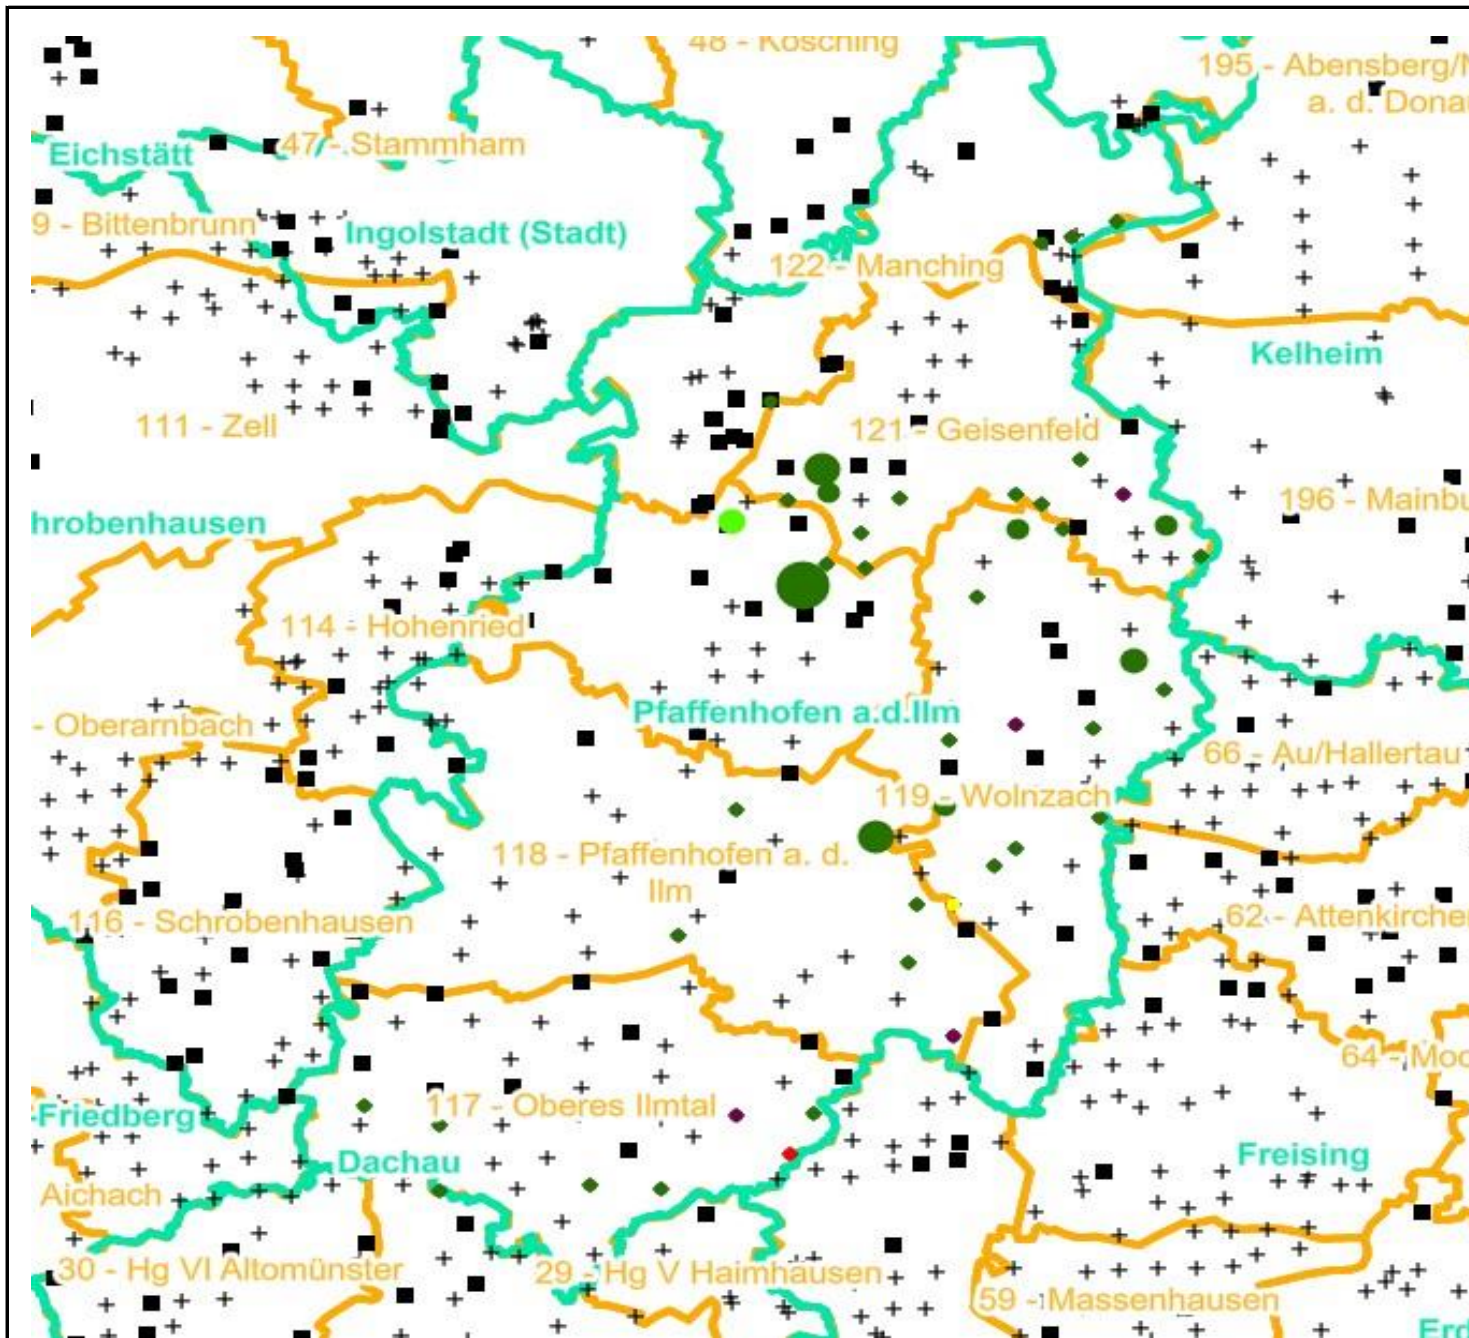 48 - Kösching
195 - Abensberg/N
a. d. Donau
47 - Stammham
Eichstätt
9 - Bittenbrunn
Ingolstadt (Stadt)
122 - Manching
Kelheim
111 - Zell
121 - Geisenfeld
196 - Mainbu
hrobenhausen
114 - Hohenried
Pfaffenhofen a.d.Ilm
- Oberarnbach
66 - Au/Hallertau
119 - Wolnzach
118 - Pfaffenhofen a. d.
Ilm
116 - Schrobenhausen
62 - Attenkirchen
64 - Moo
117 - Oberes Ilmtal
-Friedberg
Dachau
Freising
Aichach
30 - Hg VI Altomünster
29 - Hg V Haimhausen
59 - Massenhausen
Erd